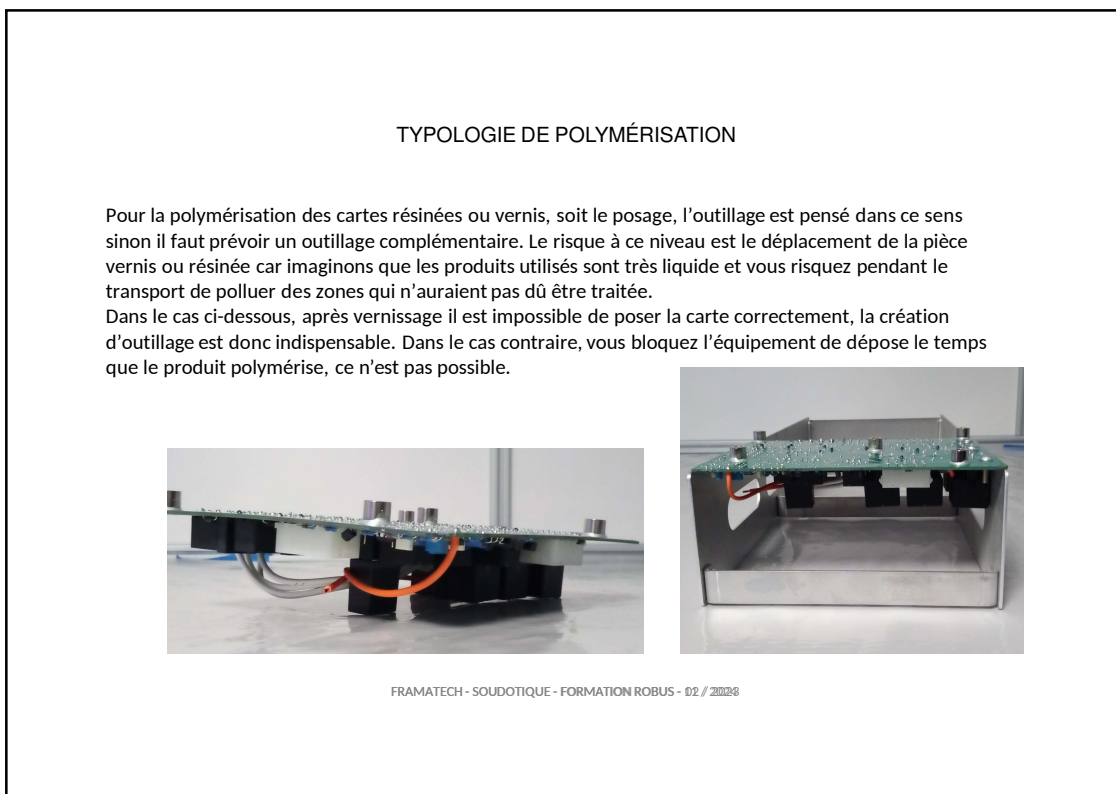 TYPOLOGIE DE POLYMÉRISATION
Pour la polymérisation des cartes résinées ou vernis, soit le posage, l’outillage est pensé dans ce sens
sinon il faut prévoir un outillage complémentaire. Le risque à ce niveau est le déplacement de la pièce
vernis ou résinée car imaginons que les produits utilisés sont très liquide et vous risquez pendant le
transport de polluer des zones qui n’auraient pas dû être traitée.
Dans le cas ci-dessous, après vernissage il est impossible de poser la carte correctement, la création
d’outillage est donc indispensable. Dans le cas contraire, vous bloquez l’équipement de dépose le temps
que le produit polymérise, ce n’est pas possible.
FRAMATECH - SOUDOTIQUE - FORMATION ROBUS -